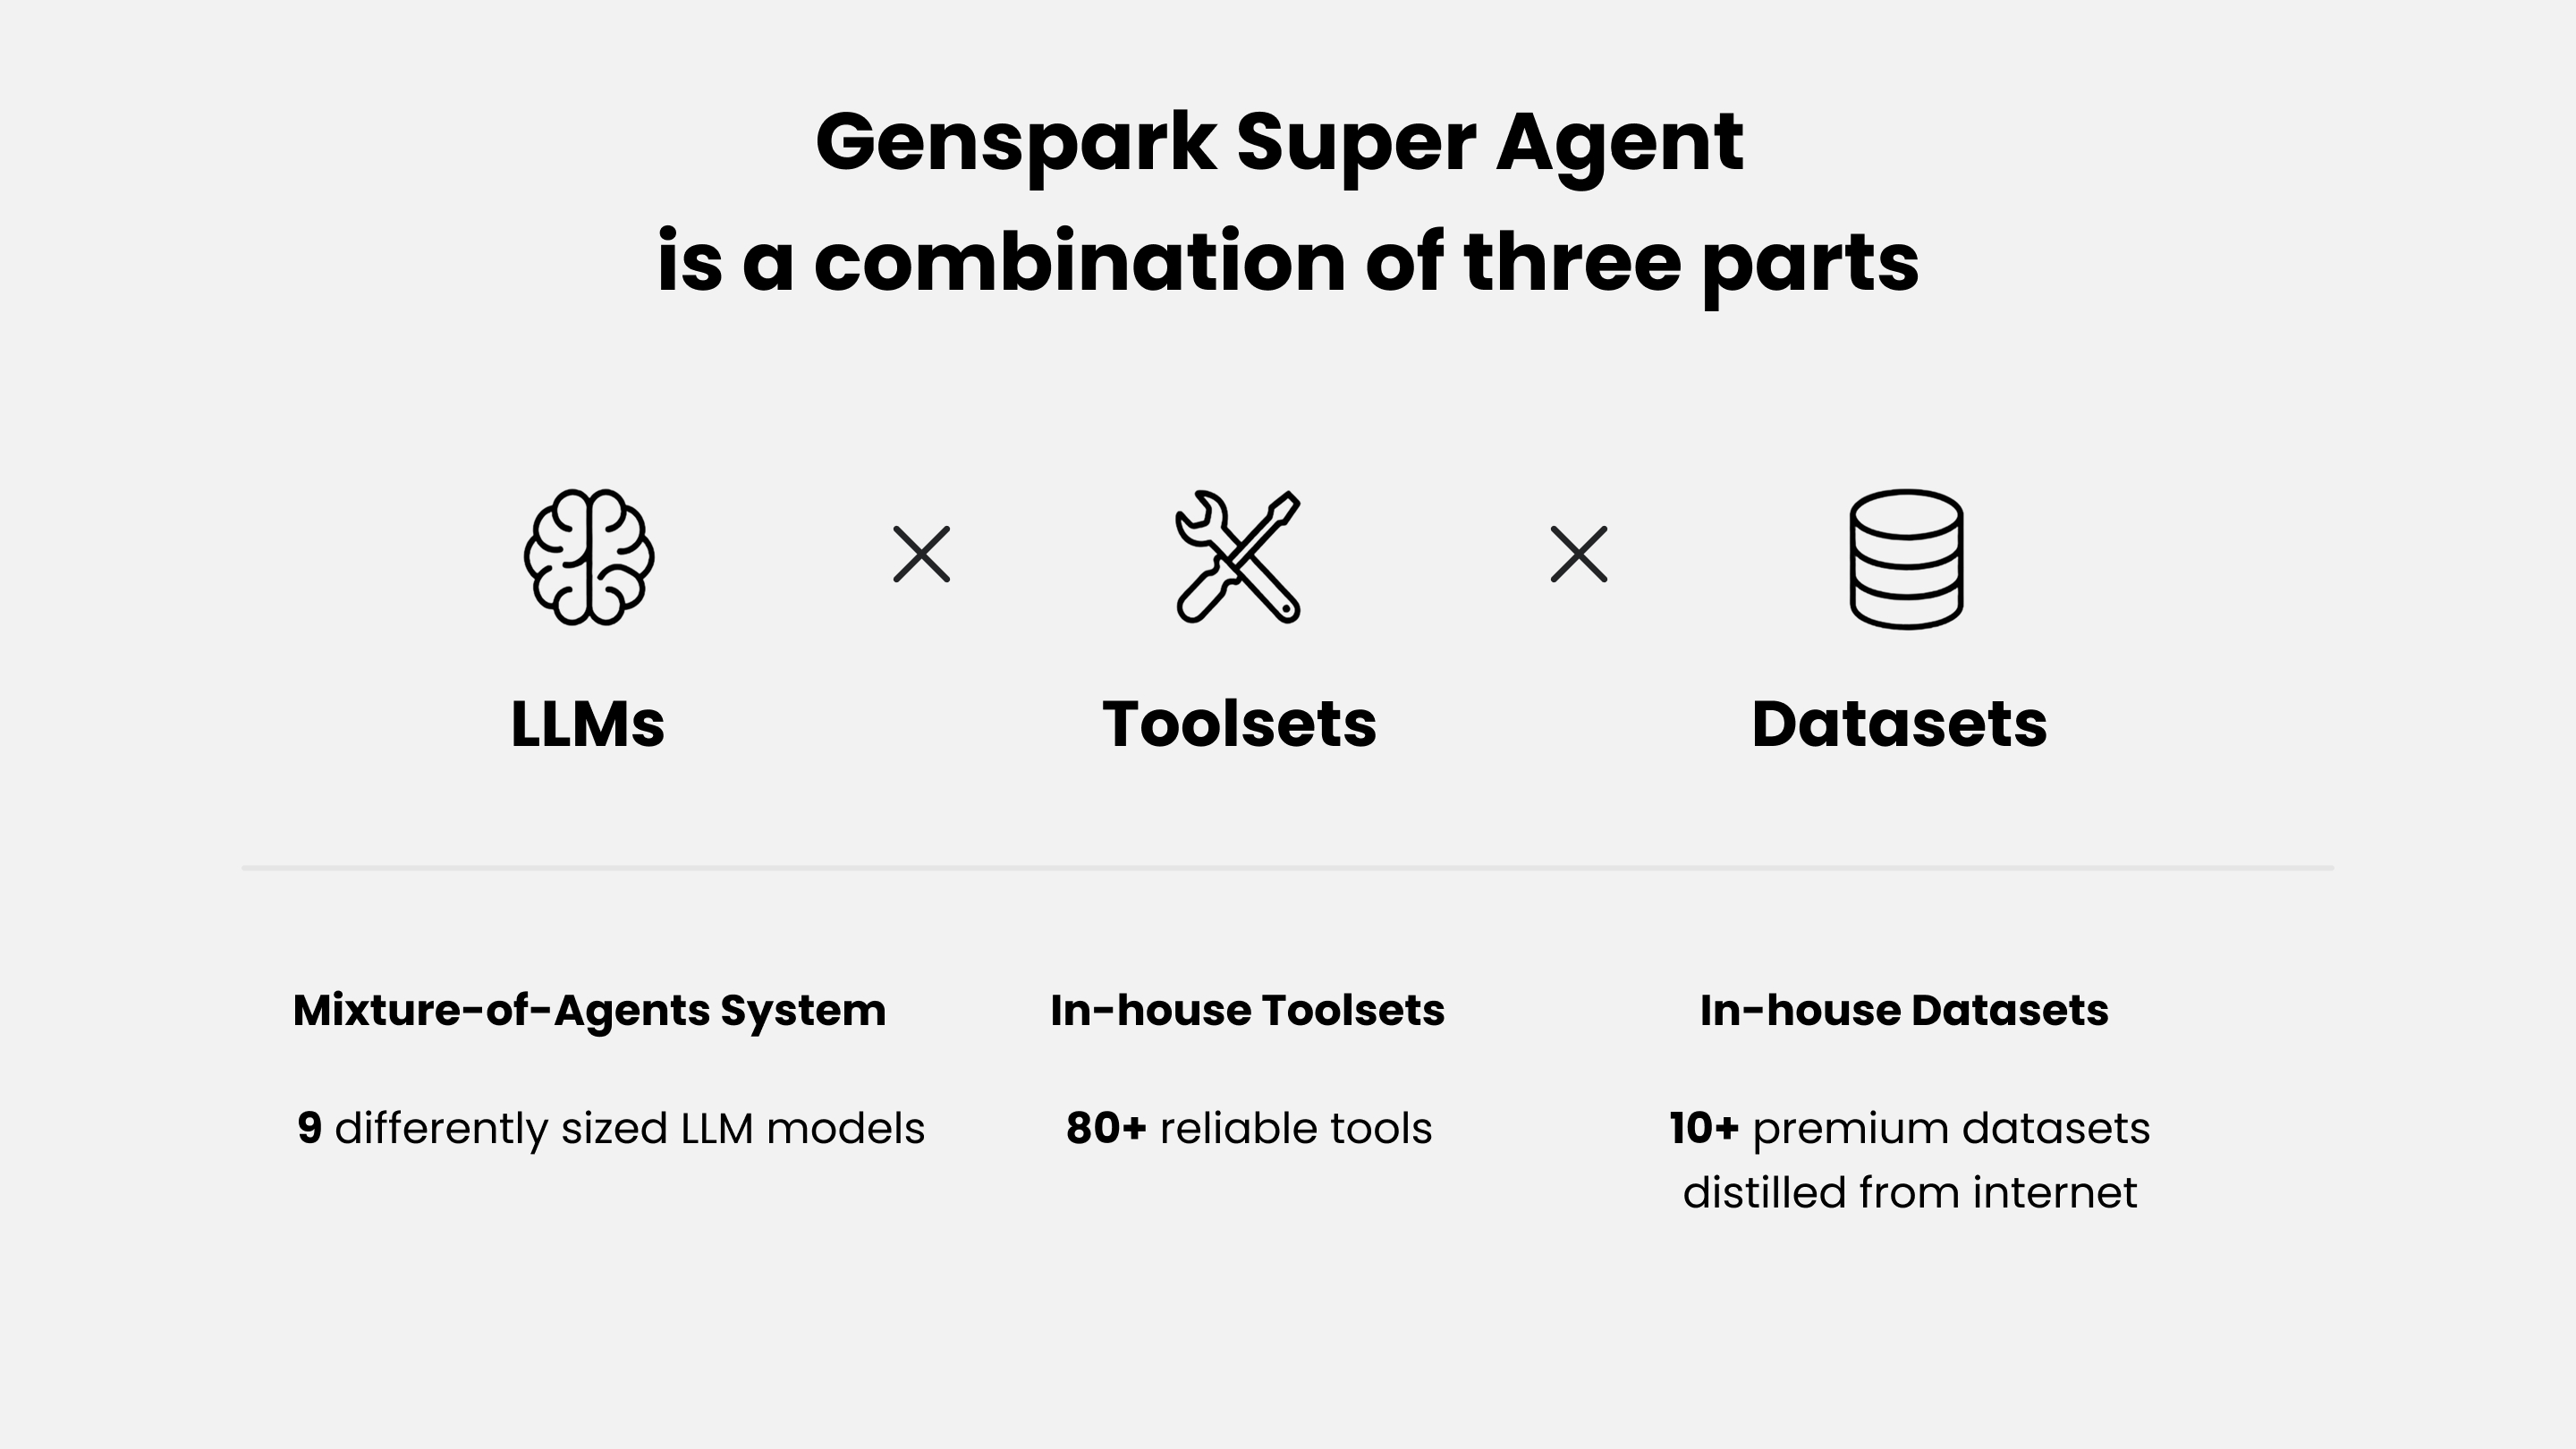 Genspark Super Agent
is a combination of three parts
LLMs
Toolsets
Datasets
Mixture-of-Agents System
9 differently sized LLM models
In-house Toolsets
80+ reliable tools
In-house Datasets
10+ premium datasets
distilled from internet